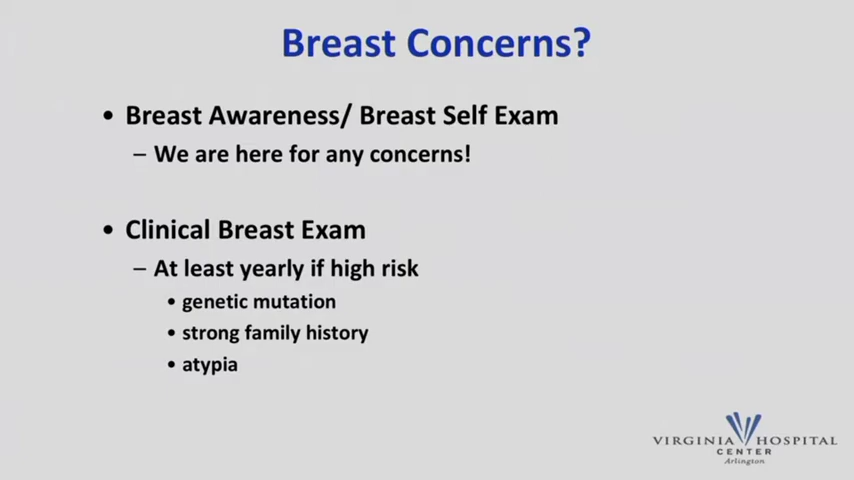 Breast Concerns?
• Breast Awareness/ Breast Self Exam
– We are here for any concerns!
• Clinical Breast Exam
– At least yearly if high risk
• genetic mutation
• strong family history
• atypia
VIRGINIA HOSPITAL
CENTER
Arlington